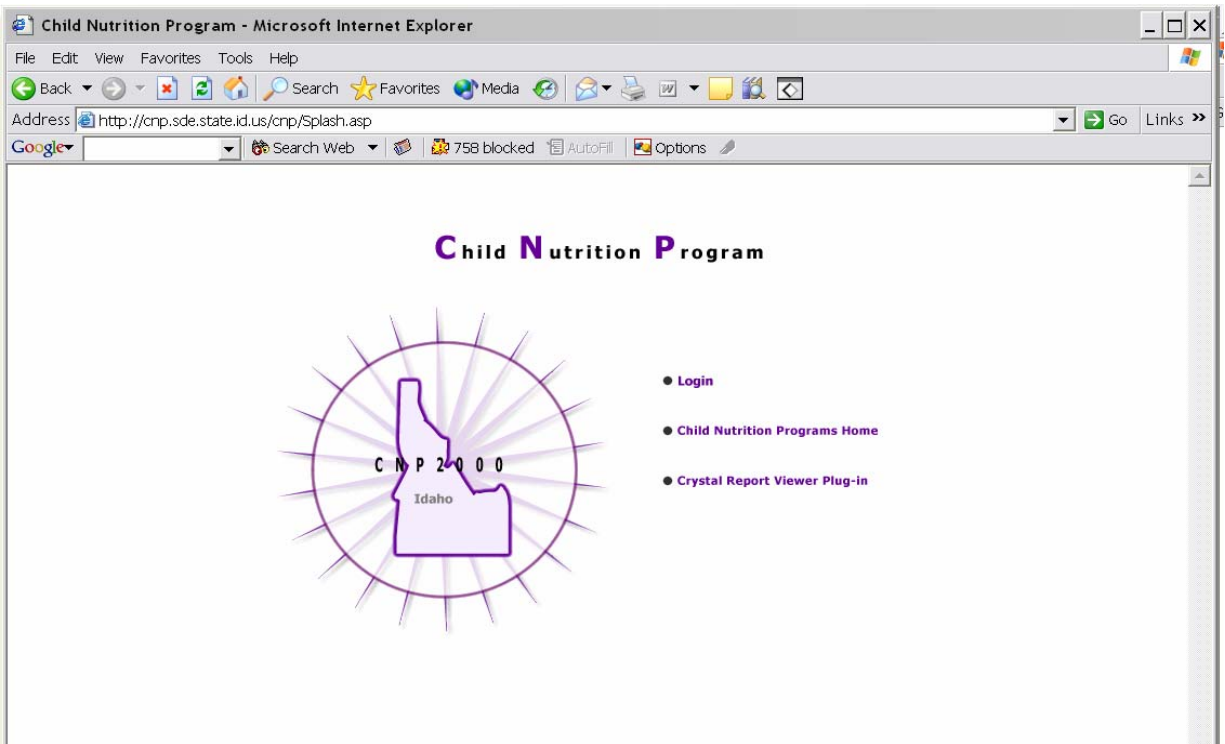 Child Nutrition Program - Microsoft Internet Explorer
File Edit View Favorites Tools Help
Back Search Favorites Media
Address http://cnp.sde.state.id.us/cnp/Splash.asp Go Links »
Google Search Web 758 blocked AutoFill Options
Child Nutrition Program
Login
Child Nutrition Programs Home
CNP2000
Crystal Report Viewer Plug-in
Idaho